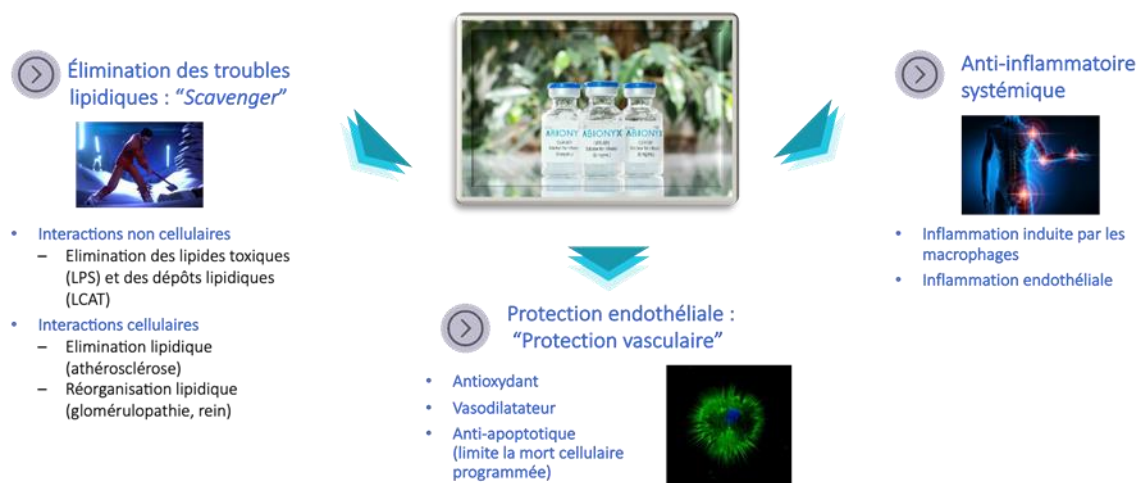 Élimination des troubles
lipidiques : “Scavenger”
• Interactions non cellulaires
– Elimination des lipides toxiques
(LPS) et des dépôts lipidiques
(LCAT)
• Interactions cellulaires
– Elimination lipidique
(athérosclérose)
– Réorganisation lipidique
(glomérulopathie, rein)
ABIONYX
Protection endothéliale :
“Protection vasculaire”
• Antioxydant
• Vasodilatateur
• Anti-apoptotique
(limite la mort cellulaire
programmée)
Anti-inflammatoire
systémique
• Inflammation induite par les
macrophages
• Inflammation endothéliale